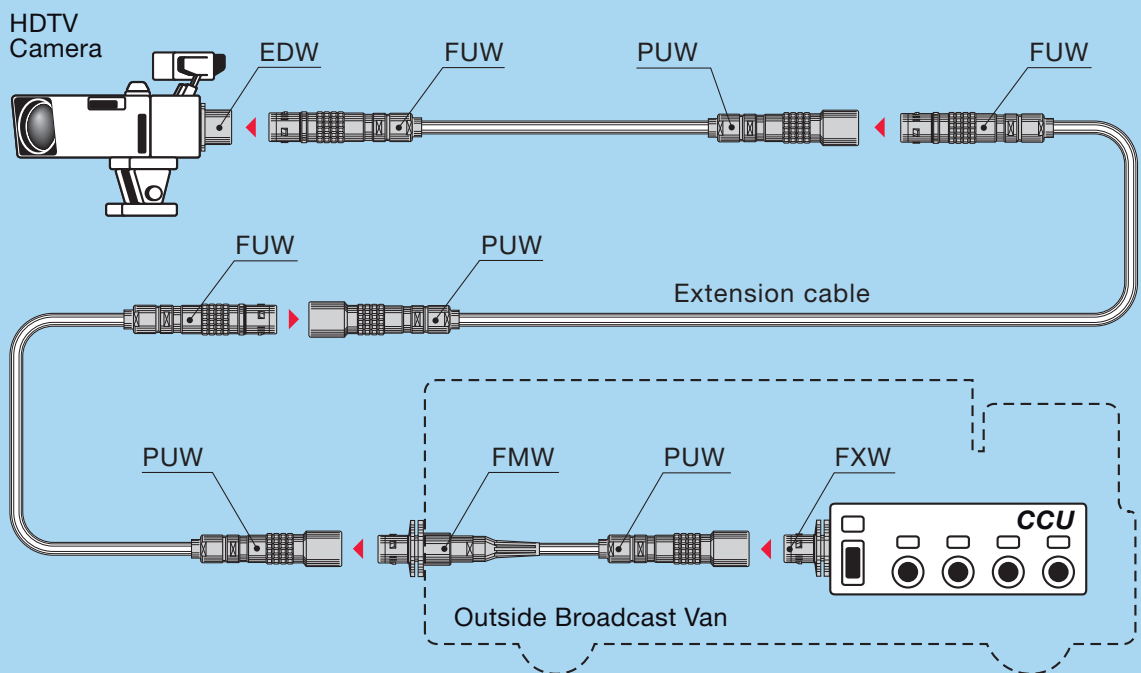 HDTV
Camera
EDW
FUW
PUW
FUW
FUW
PUW
Extension cable
PUW
FMW
PUW
FXW
CCU
Outside Broadcast Van